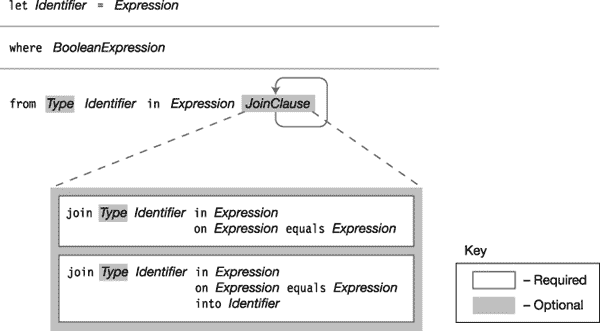 let Identifier = Expression
where BooleanExpression
from Type Identifier in Expression JoinClause
join Type Identifier in Expression
on Expression equals Expression
join Type Identifier in Expression
on Expression equals Expression
into Identifier
Key
– Required
– Optional